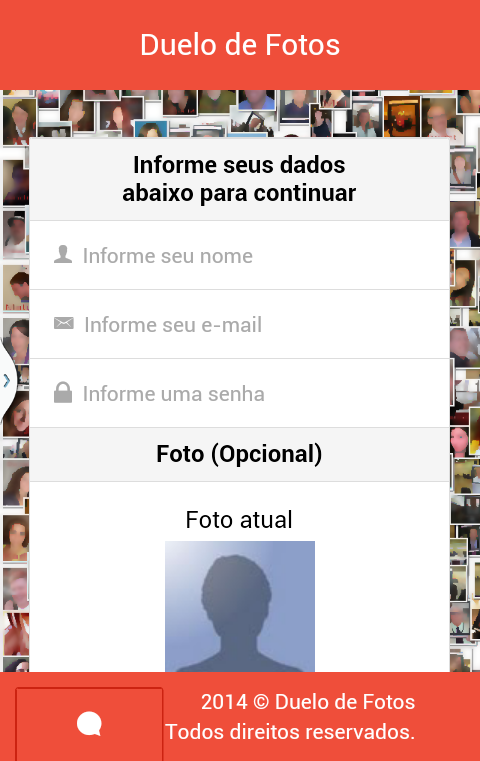 Duelo de Fotos
Informe seus dados
abaixo para continuar
Informe seu nome
Informe seu e-mail
Informe uma senha
Foto (Opcional)
Foto atual
2014 © Duelo de Fotos
Todos direitos reservados.